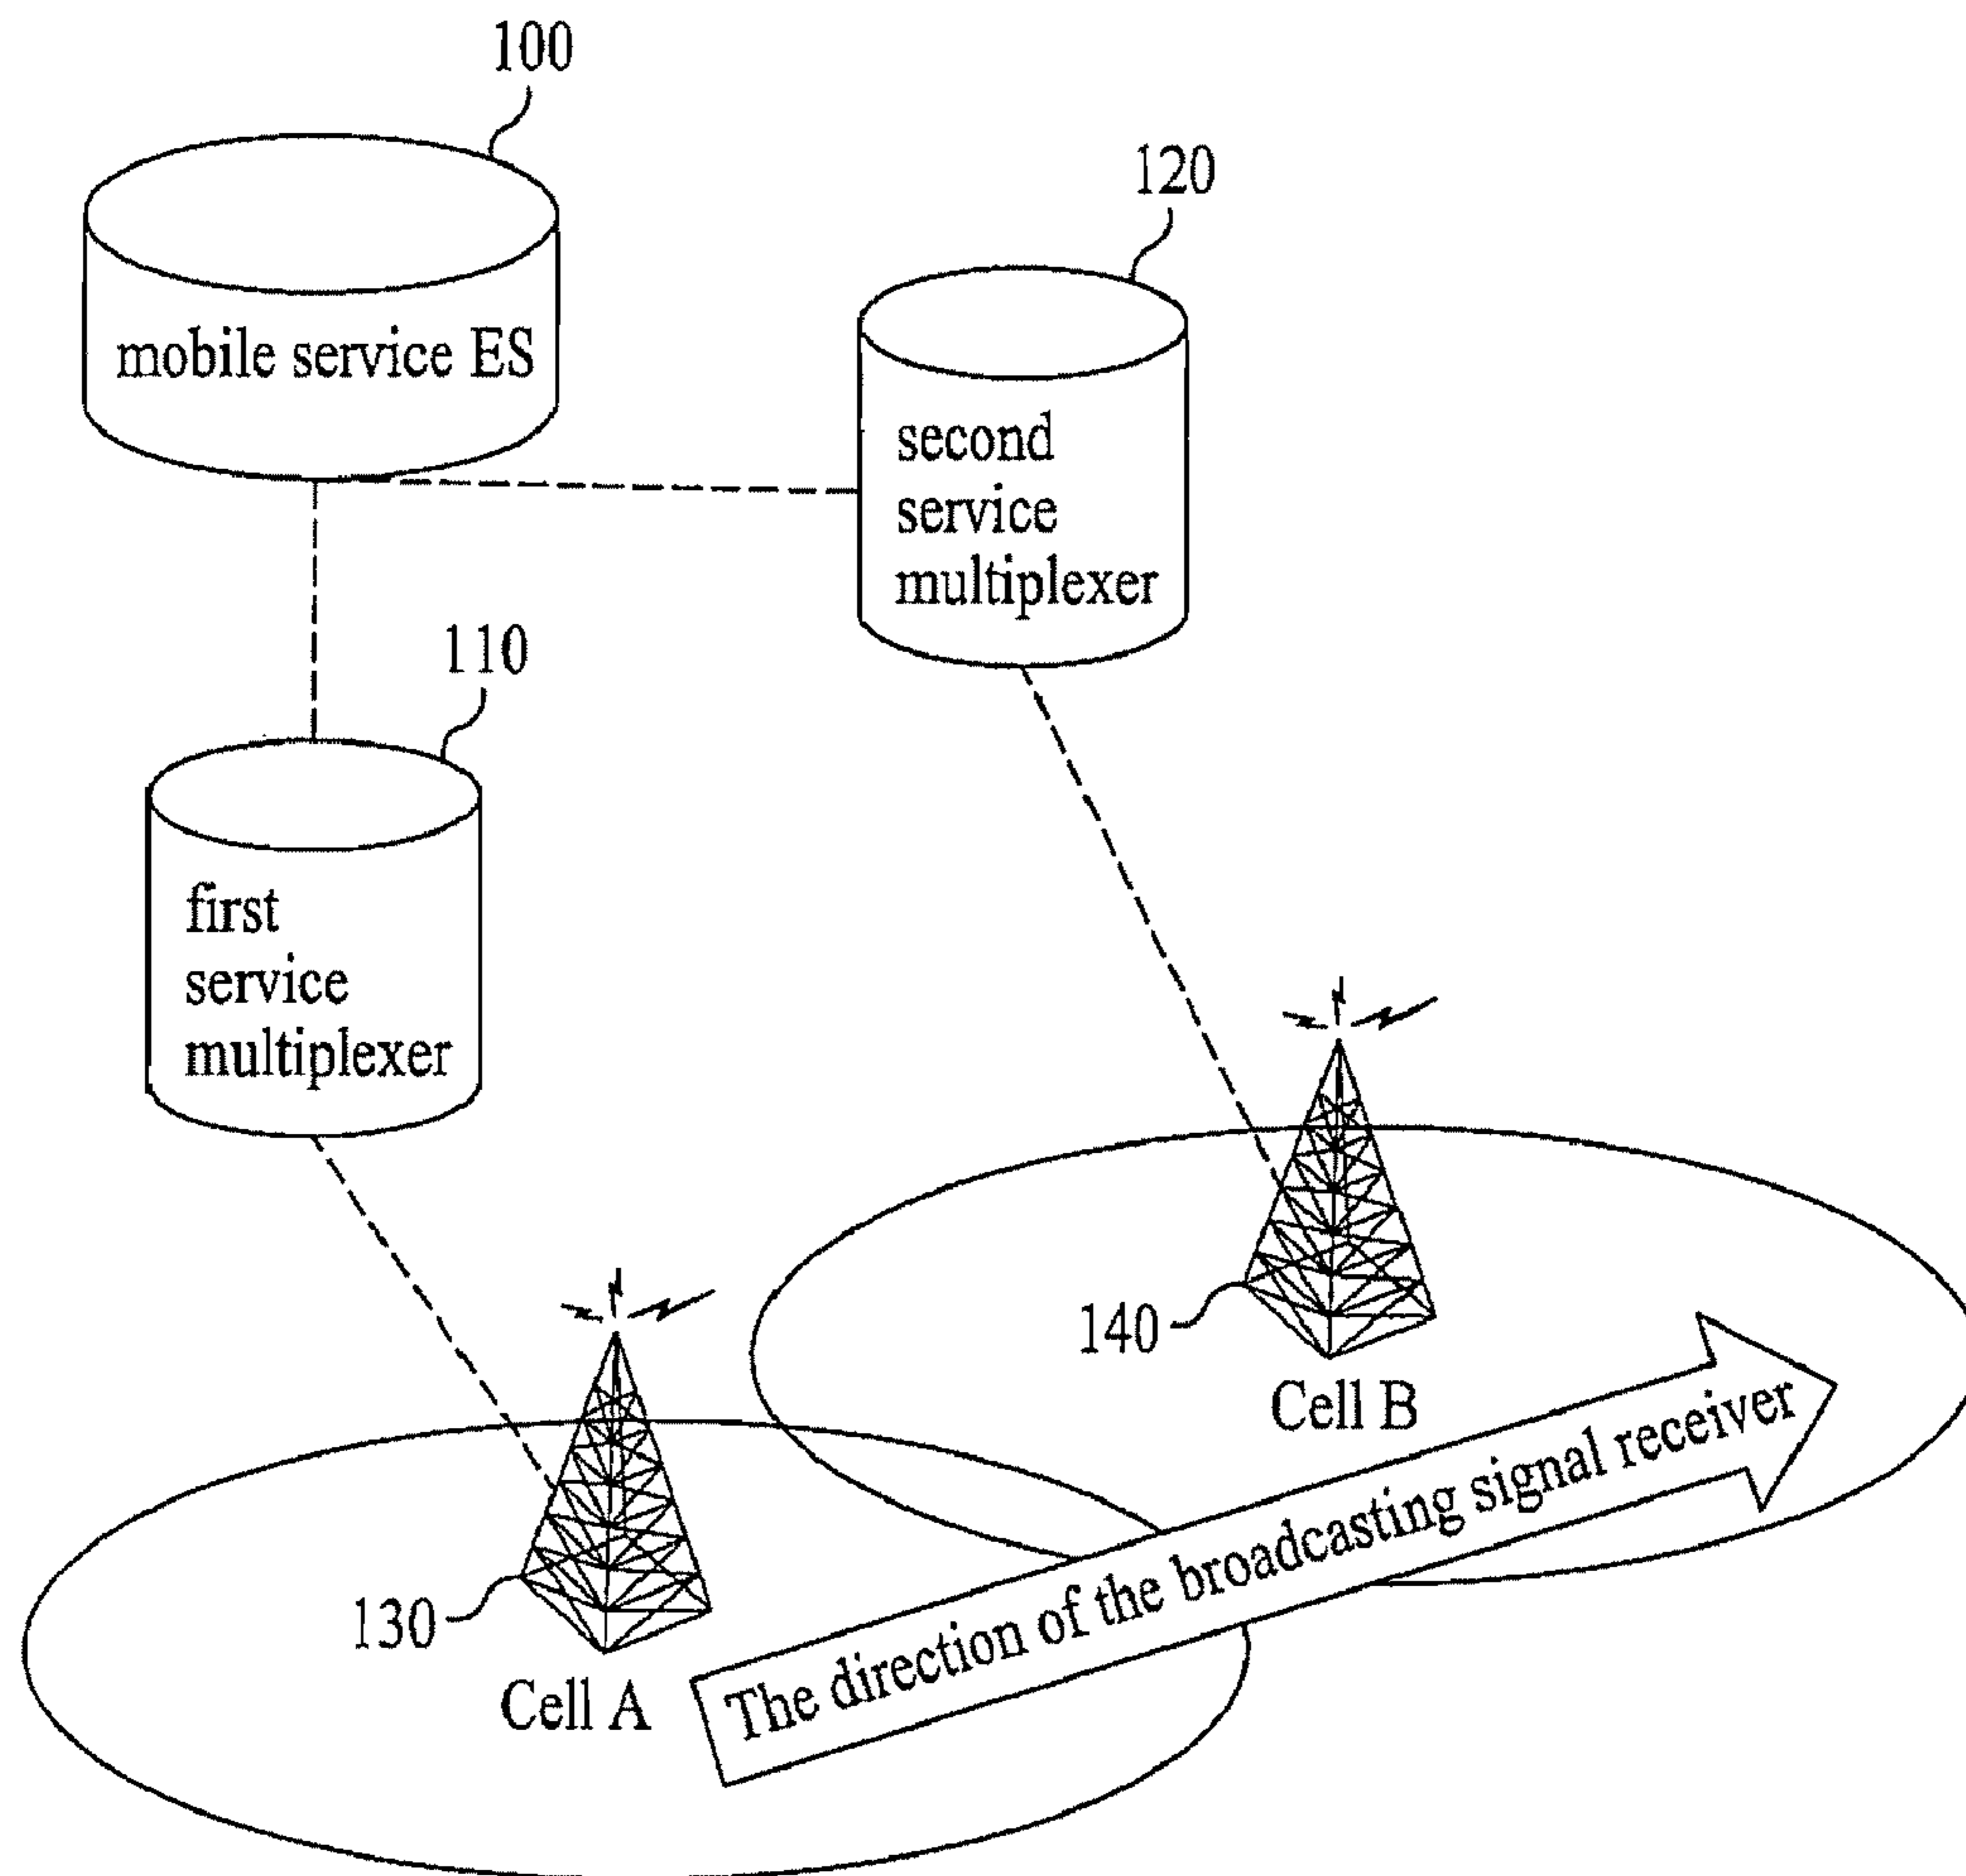 100
mobile service ES
120
second
service
multiplexer
110
first
service
multiplexer
140
Cell B
130
Cell A
The direction of the broadcasting signal receiver